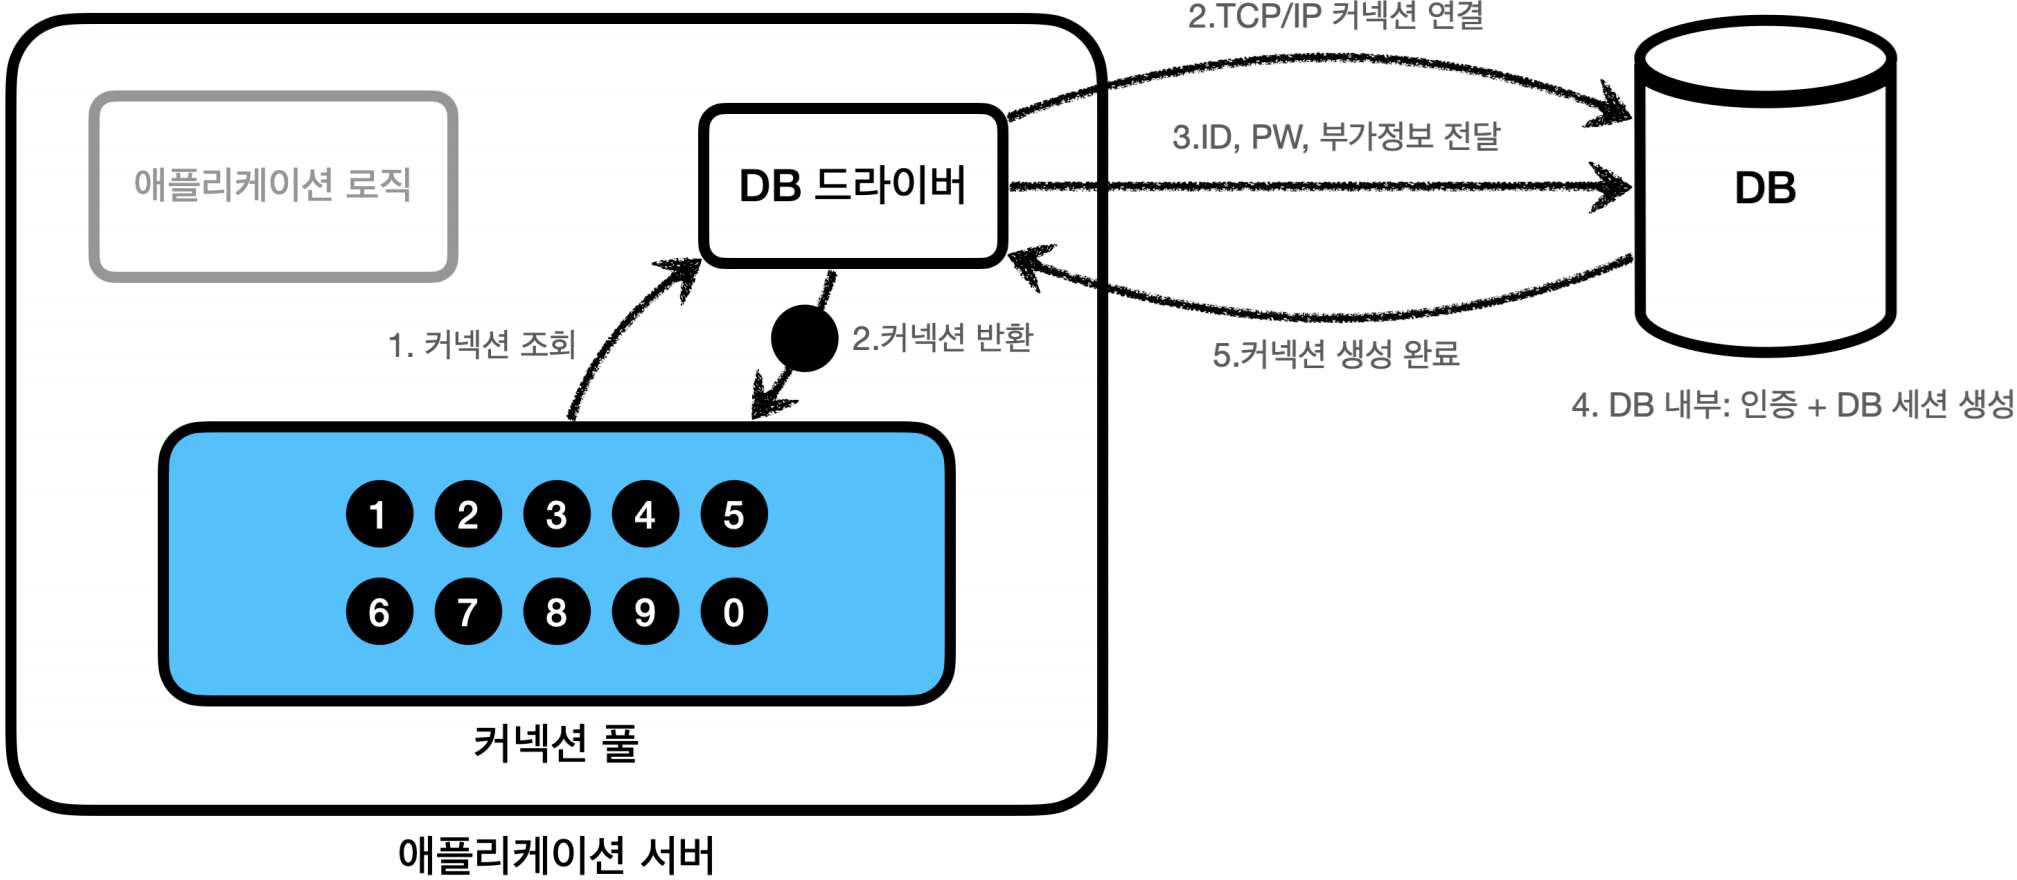 2.TCP/IP 커넥션 연결
3.ID, PW, 부가정보 전달
애플리케이션 로직
DB 드라이버
DB
1. 커넥션 조회
2.커넥션 반환
5.커넥션 생성 완료
4. DB 내부: 인증 + DB 세션 생성
1 2 3 4 5
6 7 8 9 0
커넥션 풀
애플리케이션 서버